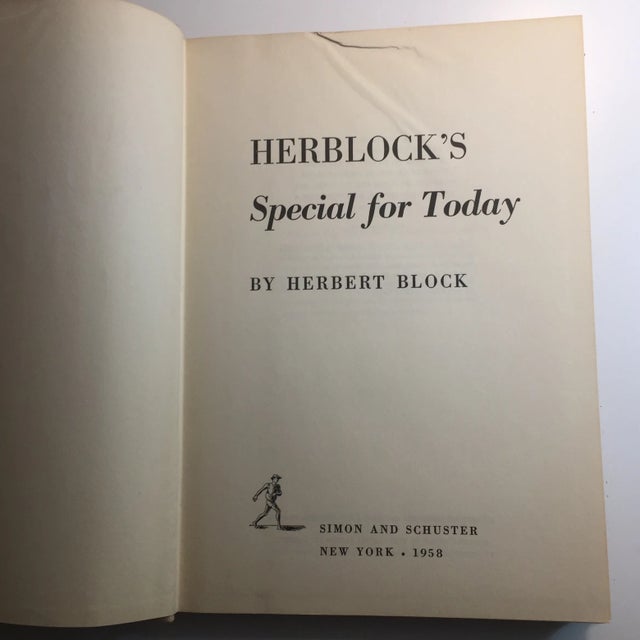 HERBLOCK'S
Special for Today
BY HERBERT BLOCK
SIMON AND SCHUSTER
NEW YORK • 1958